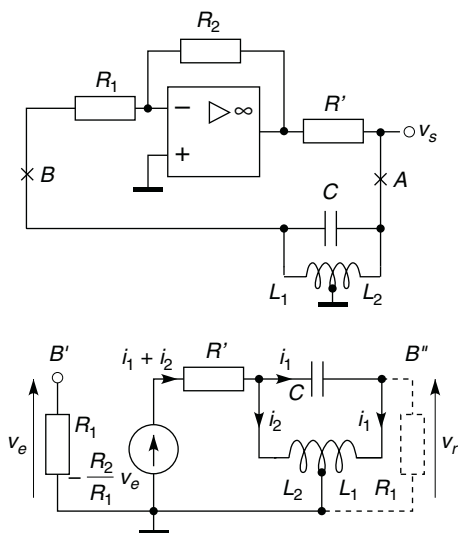 R₂
R₁
− ▷ ∞
+
R'
vₛ
B
A
C
L₁
L₂
B'
i₁ + i₂
R'
i₁
B"
vₑ
R₁
− R₂/R₁ vₑ
C
i₂
i₁
vᵣ
L₂
L₁
R₁